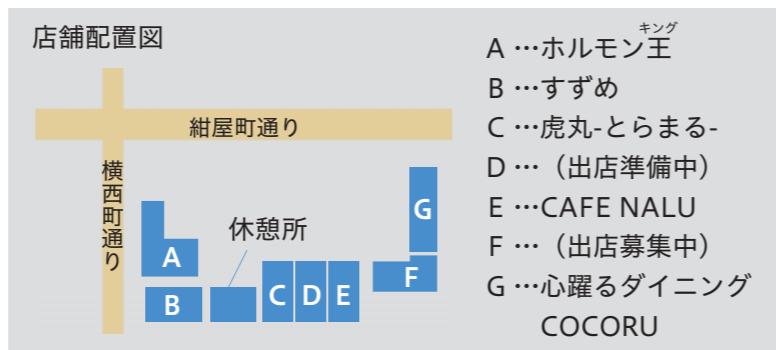 店舗配置図
紺屋町通り
横西町通り
休憩所
A
B
C
D
E
F
G
キング
A…ホルモン王
B…すずめ
C…虎丸-とらまる-
D…（出店準備中）
E…CAFE NALU
F…（出店募集中）
G…心躍るダイニング
COCORU